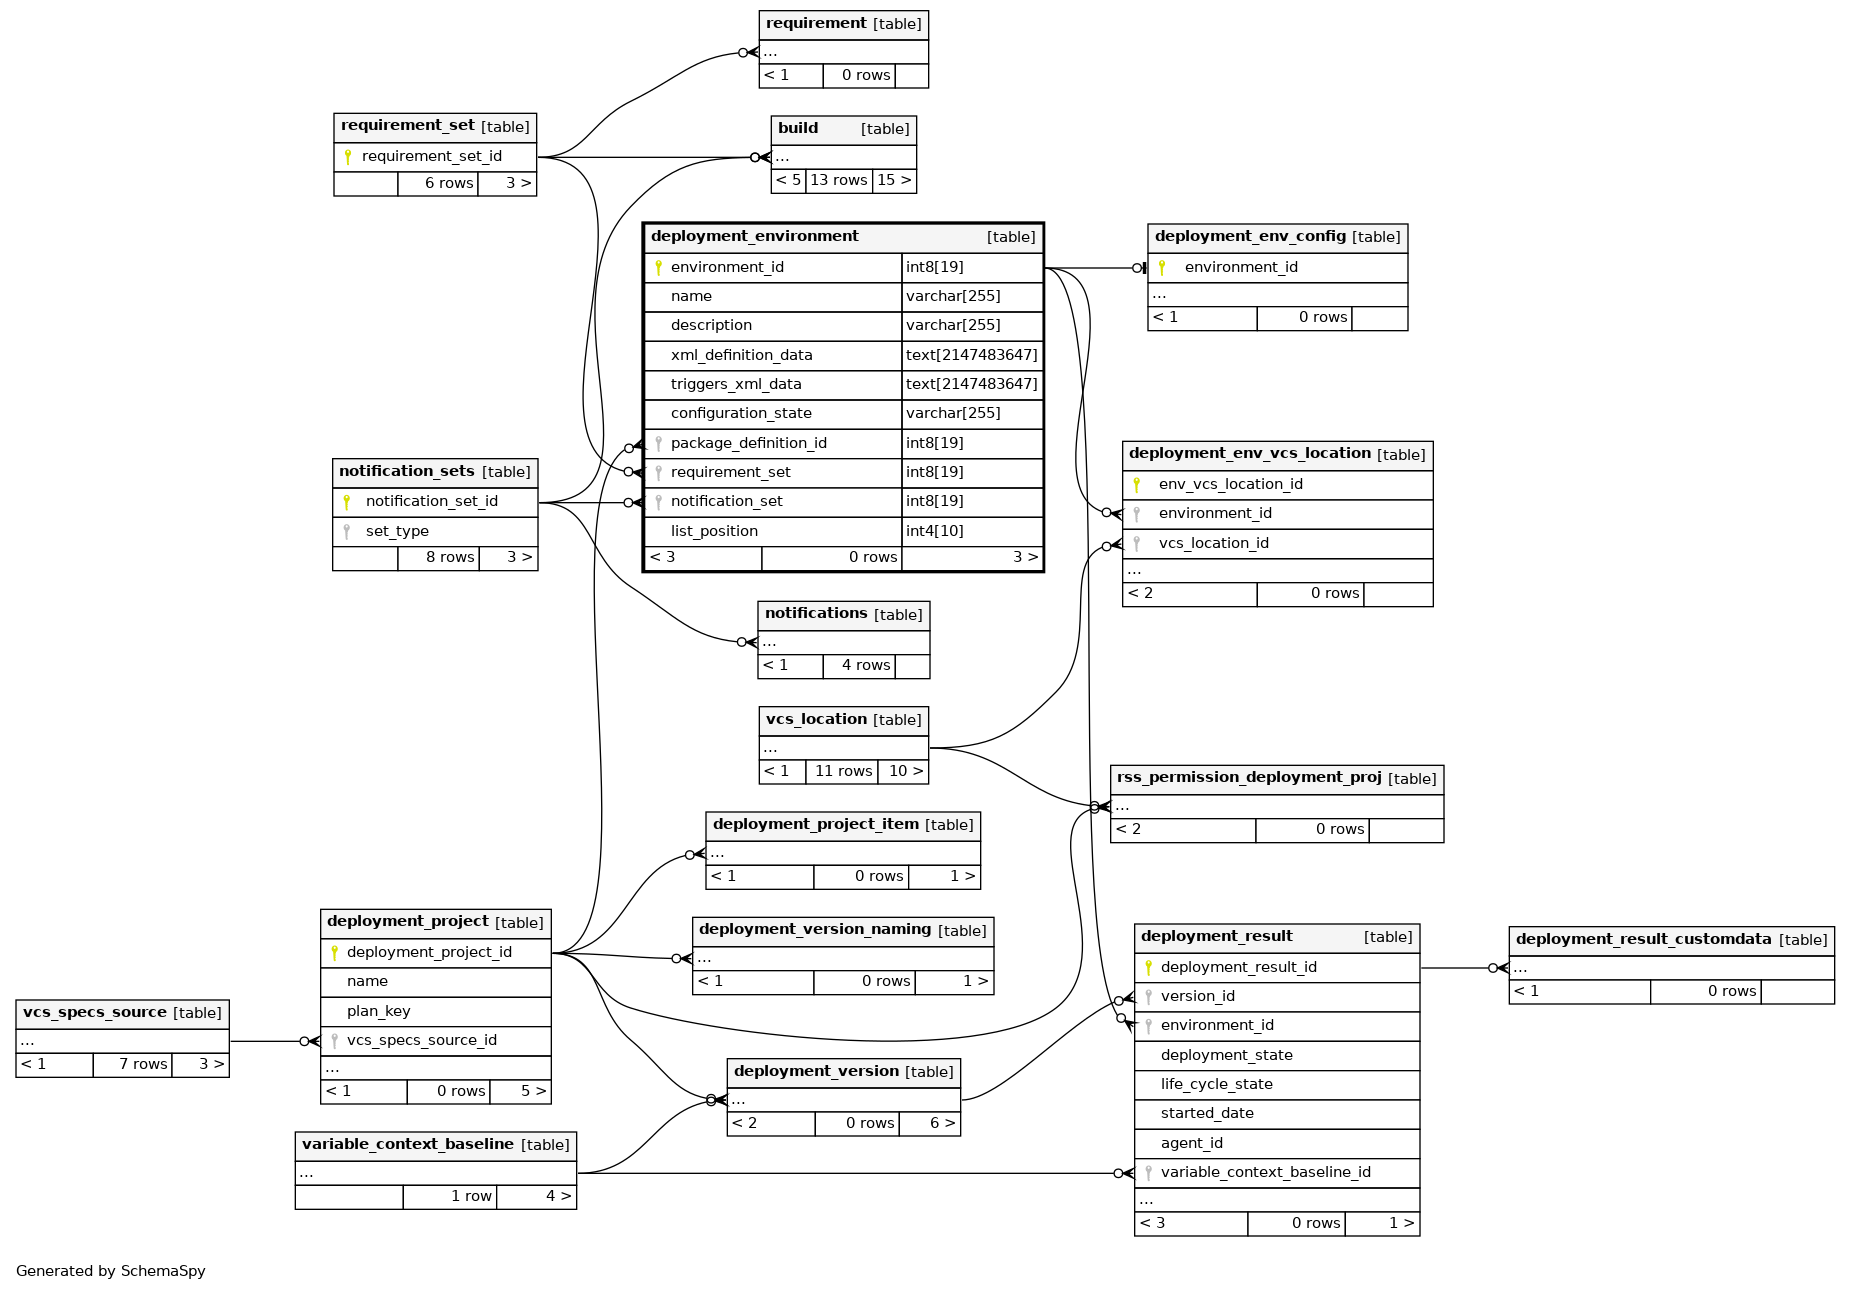 requirement [table]
...
< 1 0 rows
requirement_set [table]
requirement_set_id
6 rows 3 >
build [table]
...
< 5 13 rows 15 >
deployment_environment [table]
environment_id int8[19]
name varchar[255]
description varchar[255]
xml_definition_data text[2147483647]
triggers_xml_data text[2147483647]
configuration_state varchar[255]
package_definition_id int8[19]
requirement_set int8[19]
notification_set int8[19]
list_position int4[10]
< 3 0 rows 3 >
deployment_env_config [table]
environment_id
...
< 1 0 rows
notification_sets [table]
notification_set_id
set_type
8 rows 3 >
deployment_env_vcs_location [table]
env_vcs_location_id
environment_id
vcs_location_id
...
< 2 0 rows
notifications [table]
...
< 1 4 rows
vcs_location [table]
...
< 1 11 rows 10 >
rss_permission_deployment_proj [table]
...
< 2 0 rows
deployment_project_item [table]
...
< 1 0 rows 1 >
deployment_project [table]
deployment_project_id
name
plan_key
vcs_specs_source_id
...
< 1 0 rows 5 >
deployment_version_naming [table]
...
< 1 0 rows 1 >
deployment_result [table]
deployment_result_id
version_id
environment_id
deployment_state
life_cycle_state
started_date
agent_id
variable_context_baseline_id
...
< 3 0 rows 1 >
deployment_result_customdata [table]
...
< 1 0 rows
vcs_specs_source [table]
...
< 1 7 rows 3 >
deployment_version [table]
...
< 2 0 rows 6 >
variable_context_baseline [table]
...
1 row 4 >
Generated by SchemaSpy